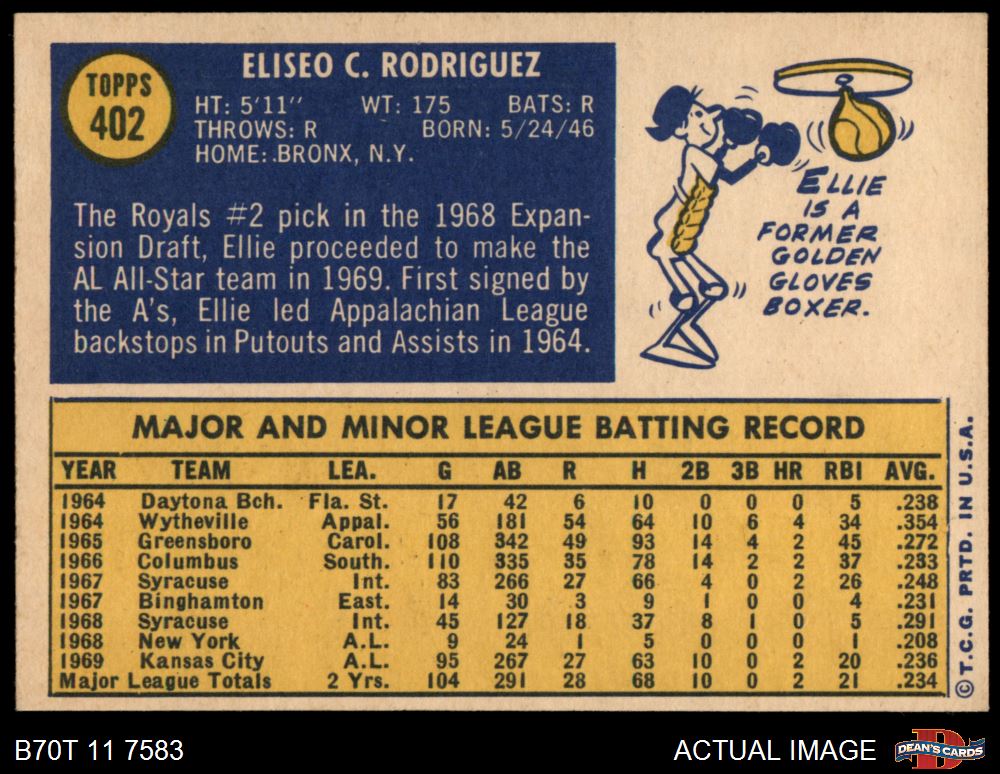 TOPPS
402
ELISEO C. RODRIGUEZ
HT: 5'11" WT: 175 BATS: R
THROWS: R BORN: 5/24/46
HOME: BRONX, N.Y.
The Royals #2 pick in the 1968 Expan-
sion Draft, Ellie proceeded to make the
AL All-Star team in 1969. First signed by
the A's, Ellie led Appalachian League
backstops in Putouts and Assists in 1964.
ELLIE
IS A
FORMER
GOLDEN
GLOVES
BOXER.
MAJOR AND MINOR LEAGUE BATTING RECORD
YEAR TEAM LEA. G AB R H 2B 3B HR RBI AVG.
1964 Daytona Bch. Fla. St. 17 42 6 10 0 0 0 5 .238
1964 Wytheville Appal. 56 181 54 64 10 6 4 34 .354
1965 Greensboro Carol. 108 342 49 93 14 4 2 45 .272
1966 Columbus South. 110 335 35 78 14 2 2 37 .233
1967 Syracuse Int. 83 266 27 66 4 0 2 26 .248
1967 Binghamton East. 14 30 3 9 1 0 0 4 .231
1968 Syracuse Int. 45 127 18 37 8 1 0 5 .291
1968 New York A.L. 9 24 1 5 0 0 0 1 .208
1969 Kansas City A.L. 95 267 27 63 10 0 2 20 .236
Major League Totals 2 Yrs. 104 291 28 68 10 0 2 21 .234
© T.C.G. PRTD. IN U.S.A.
B70T 11 7583
ACTUAL IMAGE
DEAN'S CARDS